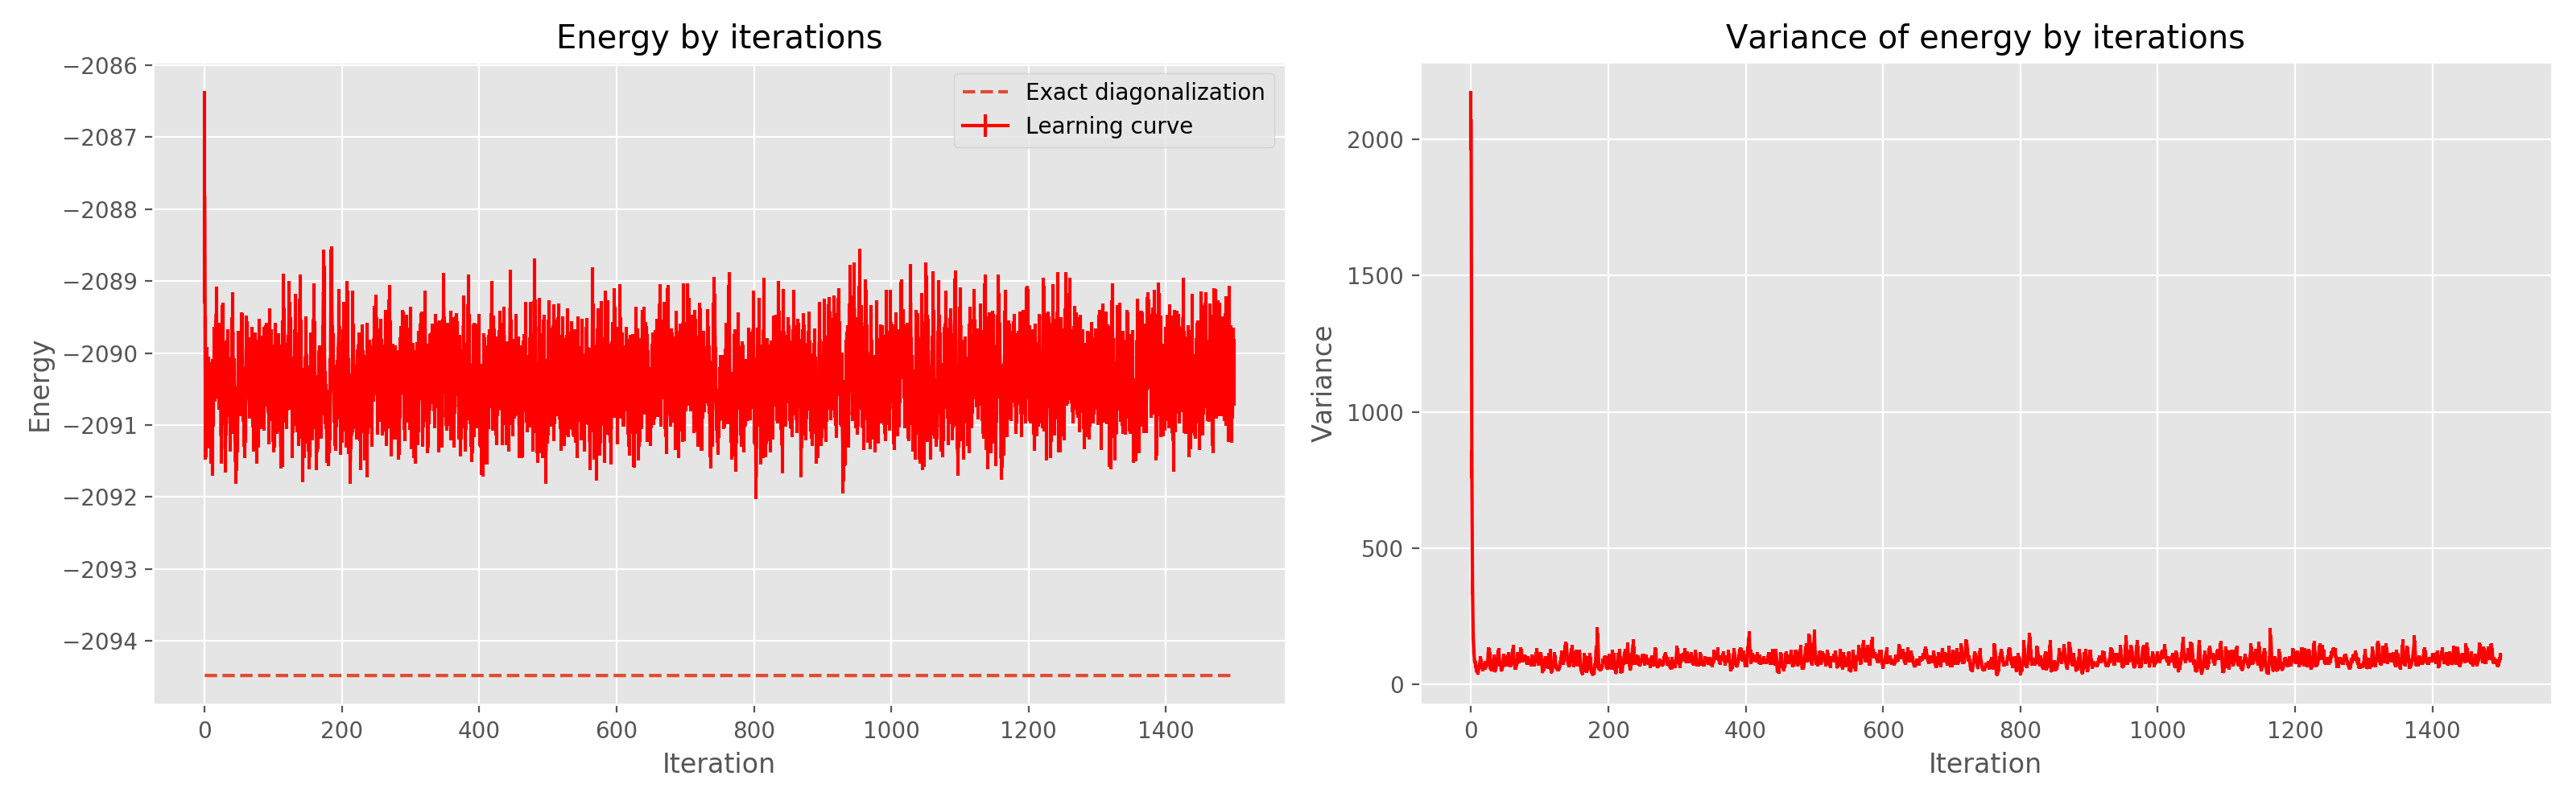 Energy by iterations
−2086
−2087
−2088
−2089
−2090
−2091
−2092
−2093
−2094
Energy
0 200 400 600 800 1000 1200 1400
Iteration
Exact diagonalization
Learning curve
Variance of energy by iterations
2000
1500
1000
500
0
Variance
0 200 400 600 800 1000 1200 1400
Iteration